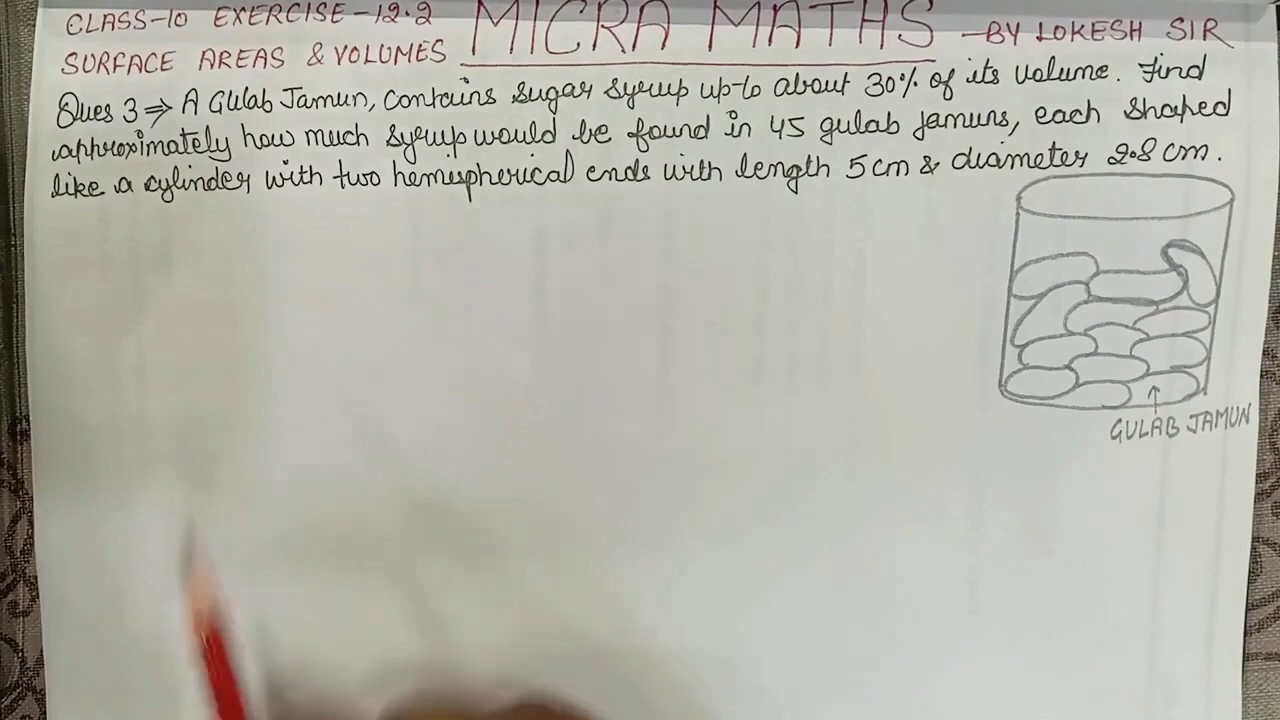 CLASS-10 EXERCISE-12.2 MICRA MATHS -BY LOKESH SIR
SURFACE AREAS & VOLUMES
Ques 3 ⇒ A Gulab Jamun, contains sugar syrup up-to about 30% of its volume. Find
approximately how much syrup would be found in 45 gulab jamuns, each shaped
like a cylinder with two hemispherical ends with length 5cm & diameter 2.8 cm.
GULAB JAMUN